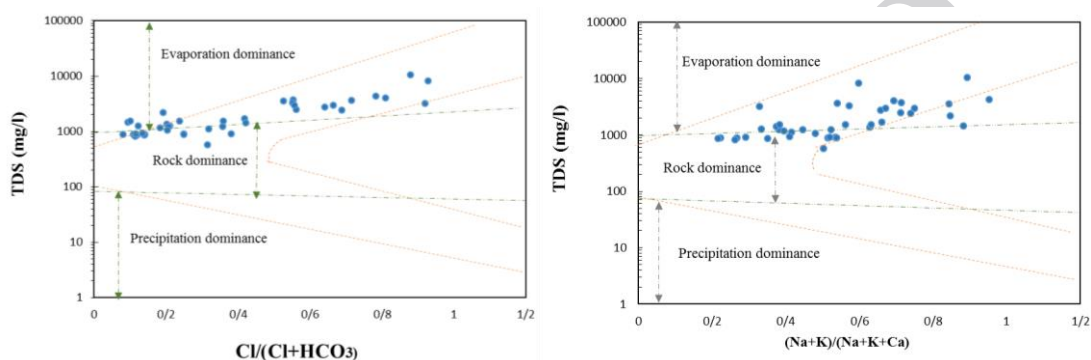 100000
10000
1000
100
10
1
TDS (mg/l)
Evaporation dominance
Rock dominance
Precipitation dominance
0 0/2 0/4 0/6 0/8 1 1/2
Cl/(Cl+HCO3)
100000
10000
1000
100
10
1
TDS (mg/l)
Evaporation dominance
Rock dominance
Precipitation dominance
0 0/2 0/4 0/6 0/8 1 1/2
(Na+K)/(Na+K+Ca)